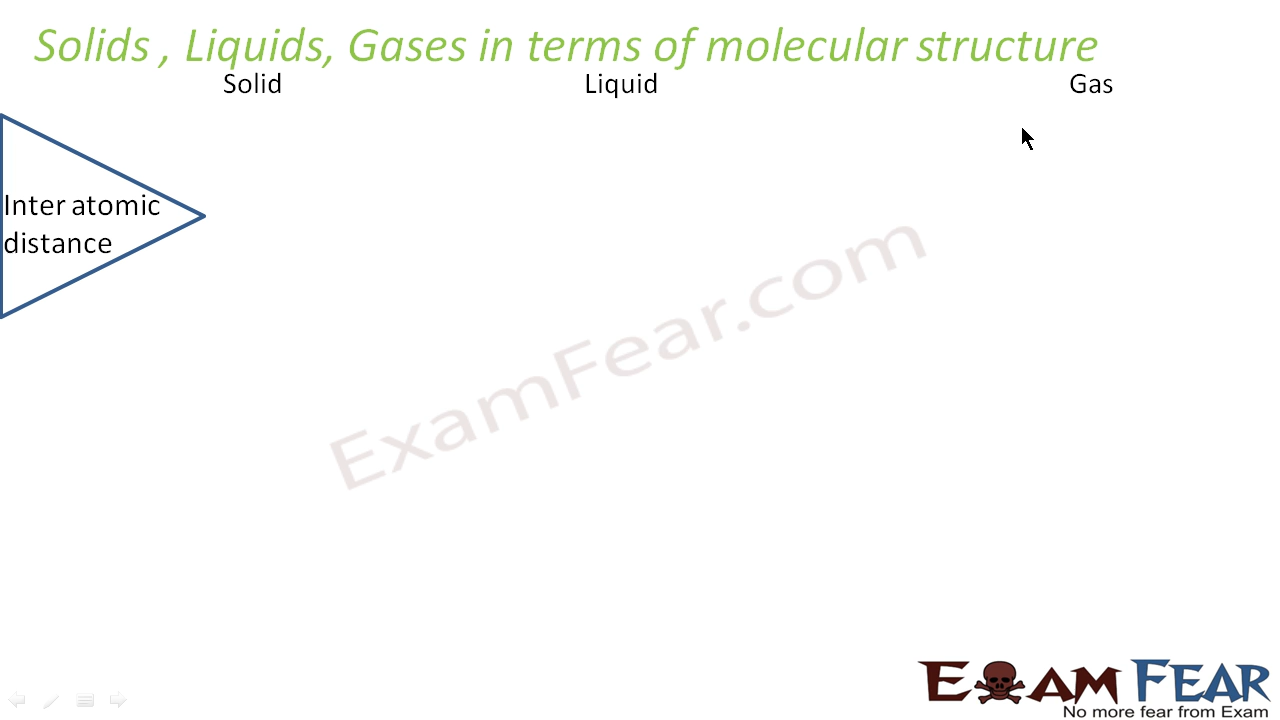 Solids , Liquids, Gases in terms of molecular structure
Solid Liquid Gas
Inter atomic
distance
ExamFear.com
EXAM FEAR
No more fear from Exam